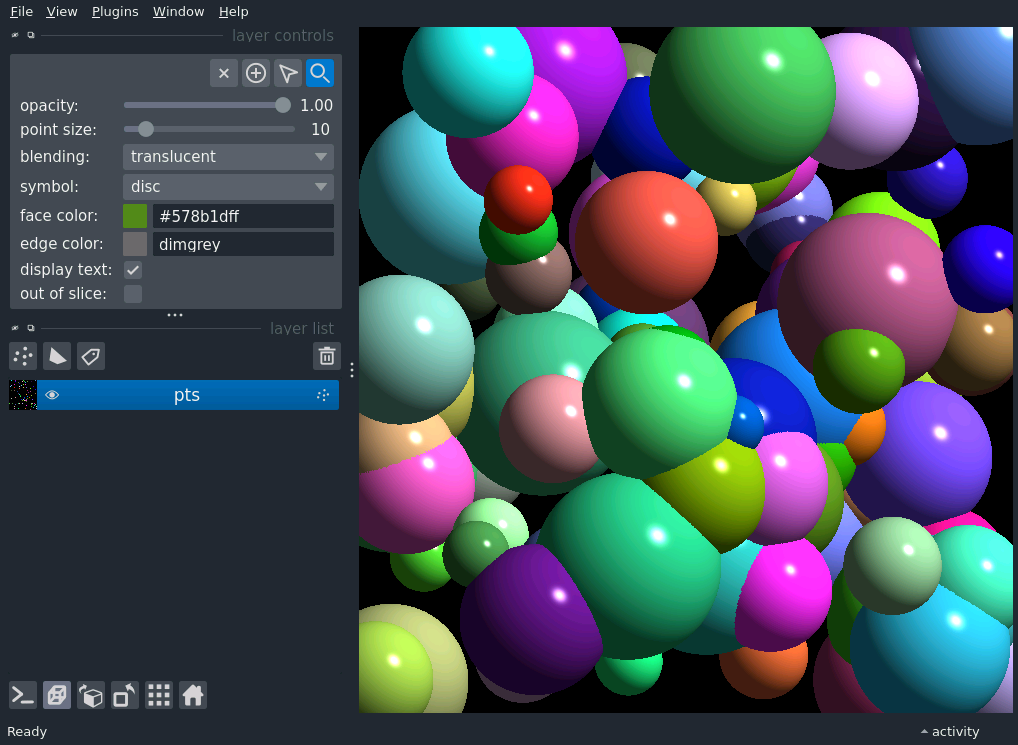 File View Plugins Window Help
layer controls
opacity: 1.00
point size: 10
blending: translucent
symbol: disc
face color: #578b1dff
edge color: dimgrey
display text:
out of slice:
layer list
pts
Ready
activity